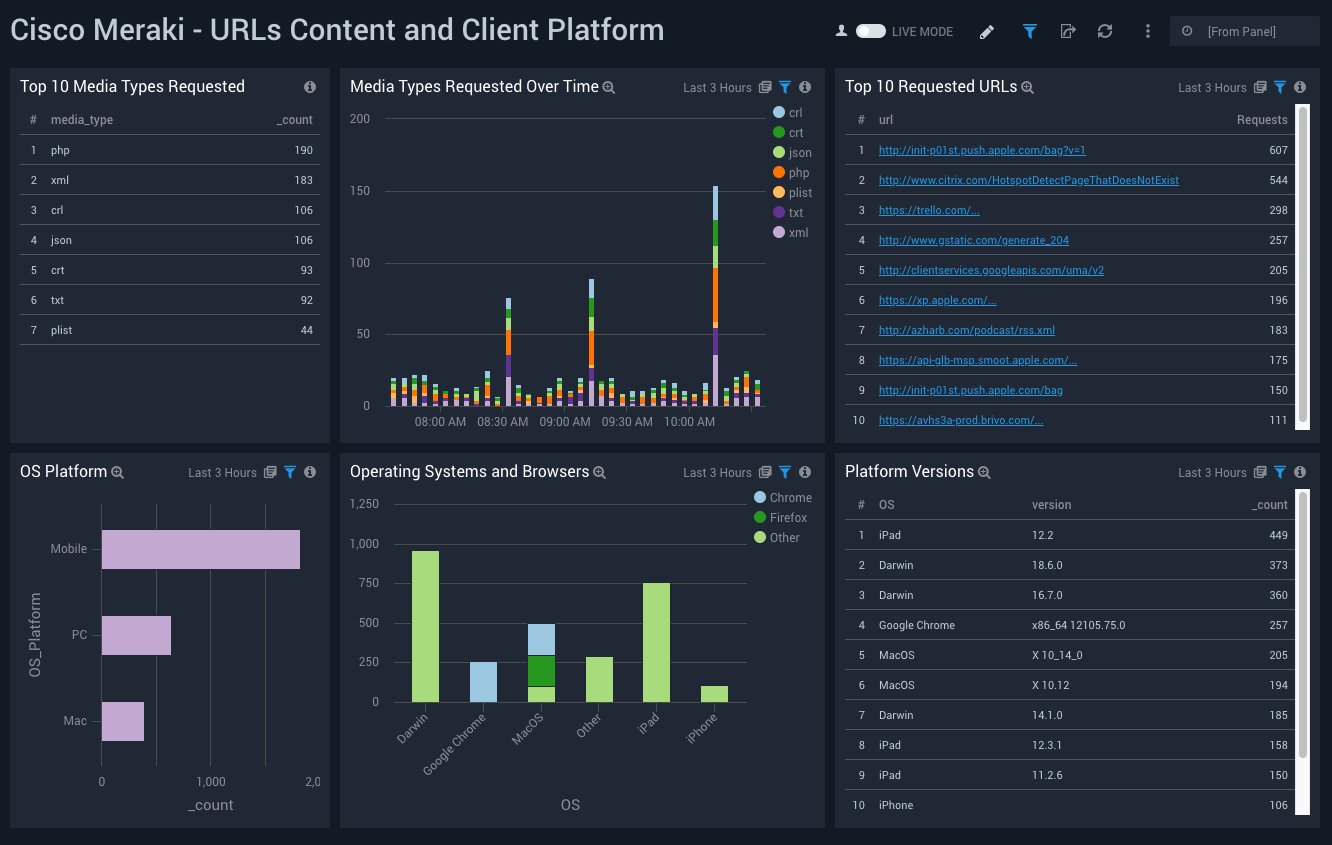 Cisco Meraki - URLs Content and Client Platform
LIVE MODE
[From Panel]
Top 10 Media Types Requested
# media_type _count
1 php 190
2 xml 183
3 crl 106
4 json 106
5 crt 93
6 txt 92
7 plist 44
Media Types Requested Over Time
Last 3 Hours
200
150
100
50
0
08:00 AM 08:30 AM 09:00 AM 09:30 AM 10:00 AM
crl
crt
json
php
plist
txt
xml
Top 10 Requested URLs
Last 3 Hours
# url Requests
1 http://init-p01st.push.apple.com/bag?v=1 607
2 http://www.citrix.com/HotspotDetectPageThatDoesNotExist 544
3 https://trello.com/... 298
4 http://www.gstatic.com/generate_204 257
5 http://clientservices.googleapis.com/uma/v2 205
6 https://xp.apple.com/... 196
7 http://azharb.com/podcast/rss.xml 183
8 https://api-glb-msp.smoot.apple.com/... 175
9 http://init-p01st.push.apple.com/bag 150
10 https://avhs3a-prod.brivo.com/... 111
OS Platform
Last 3 Hours
OS_Platform
Mobile
PC
Mac
0 1,000 2,0
_count
Operating Systems and Browsers
Last 3 Hours
1,250
1,000
750
500
250
0
Darwin Google Chrome MacOS Other iPad iPhone
OS
Chrome
Firefox
Other
Platform Versions
Last 3 Hours
# OS version _count
1 iPad 12.2 449
2 Darwin 18.6.0 373
3 Darwin 16.7.0 360
4 Google Chrome x86_64 12105.75.0 257
5 MacOS X 10_14_0 205
6 MacOS X 10.12 194
7 Darwin 14.1.0 185
8 iPad 12.3.1 158
9 iPad 11.2.6 150
10 iPhone 106